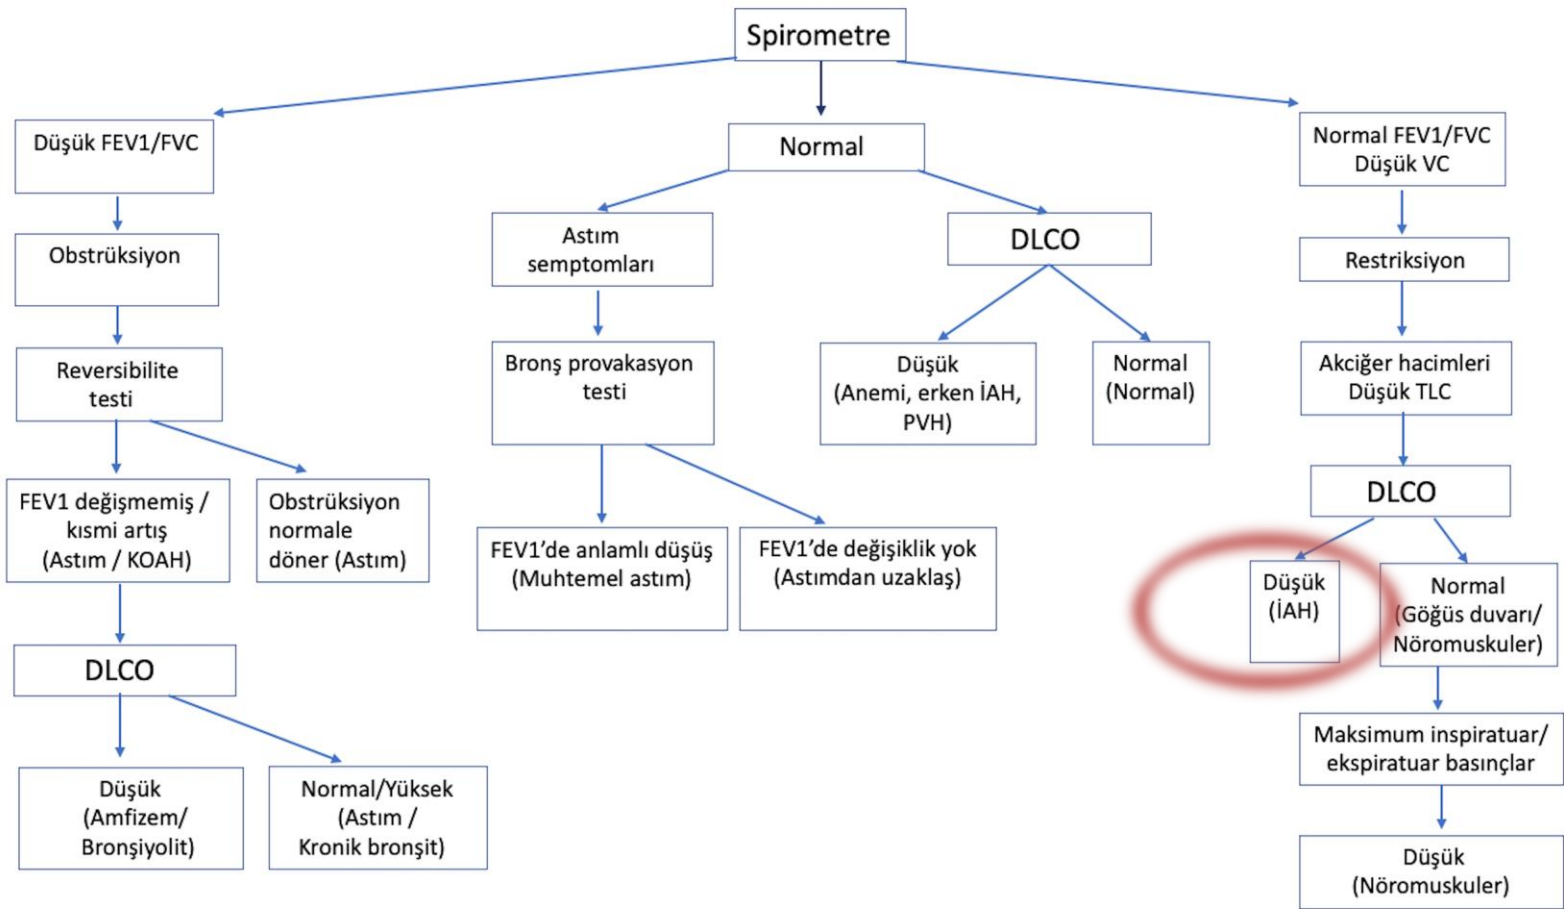 Spirometre
Düşük FEV1/FVC
Obstrüksiyon
Reversibilite
testi
FEV1 değişmemiş /
kısmi artış
(Astım / KOAH)
Obstrüksiyon
normale
döner (Astım)
DLCO
Düşük
(Amfizem/
Bronşiyolit)
Normal/Yüksek
(Astım /
Kronik bronşit)
Normal
Astım
semptomları
Bronş provakasyon
testi
FEV1’de anlamlı düşüş
(Muhtemel astım)
FEV1’de değişiklik yok
(Astımdan uzaklaş)
DLCO
Düşük
(Anemi, erken İAH,
PVH)
Normal
(Normal)
Normal FEV1/FVC
Düşük VC
Restriksiyon
Akciğer hacimleri
Düşük TLC
DLCO
Düşük
(İAH)
Normal
(Göğüs duvarı/
Nöromuskuler)
Maksimum inspiratuar/
ekspiratuar basınçlar
Düşük
(Nöromuskuler)